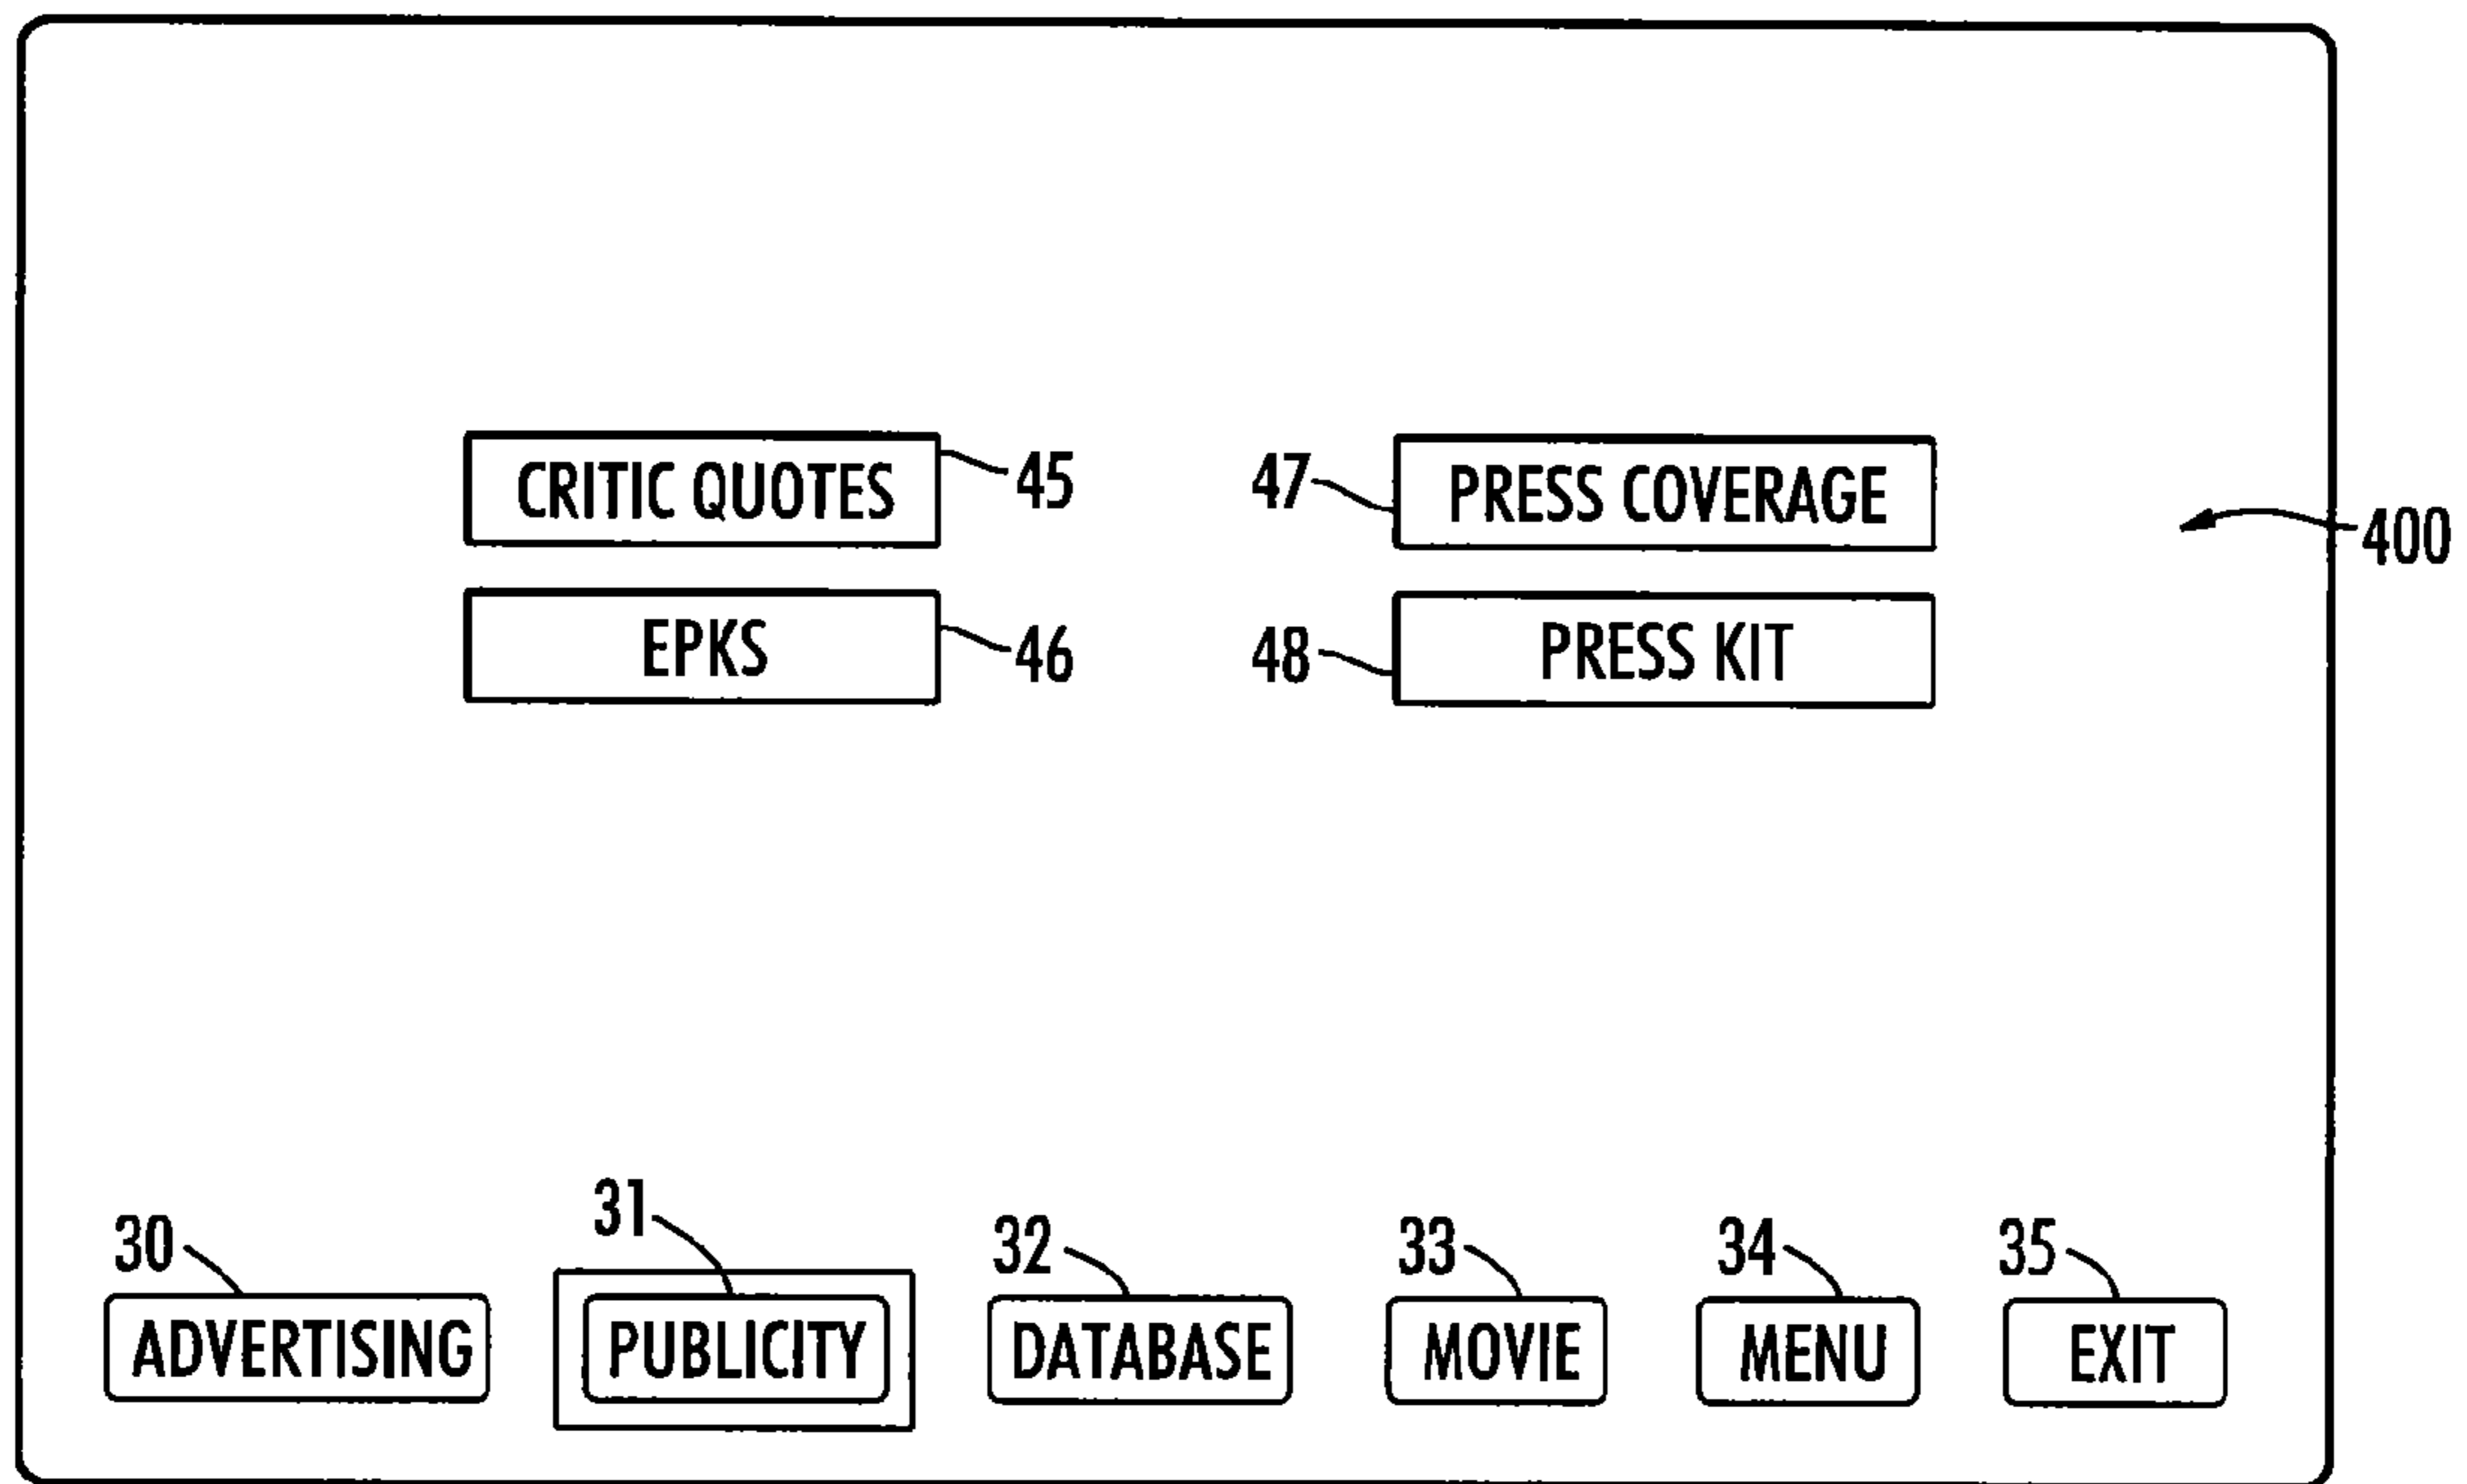 CRITIC QUOTES 45 47 PRESS COVERAGE
400
EPKS 46 48 PRESS KIT
30 31 32 33 34 35
ADVERTISING PUBLICITY DATABASE MOVIE MENU EXIT